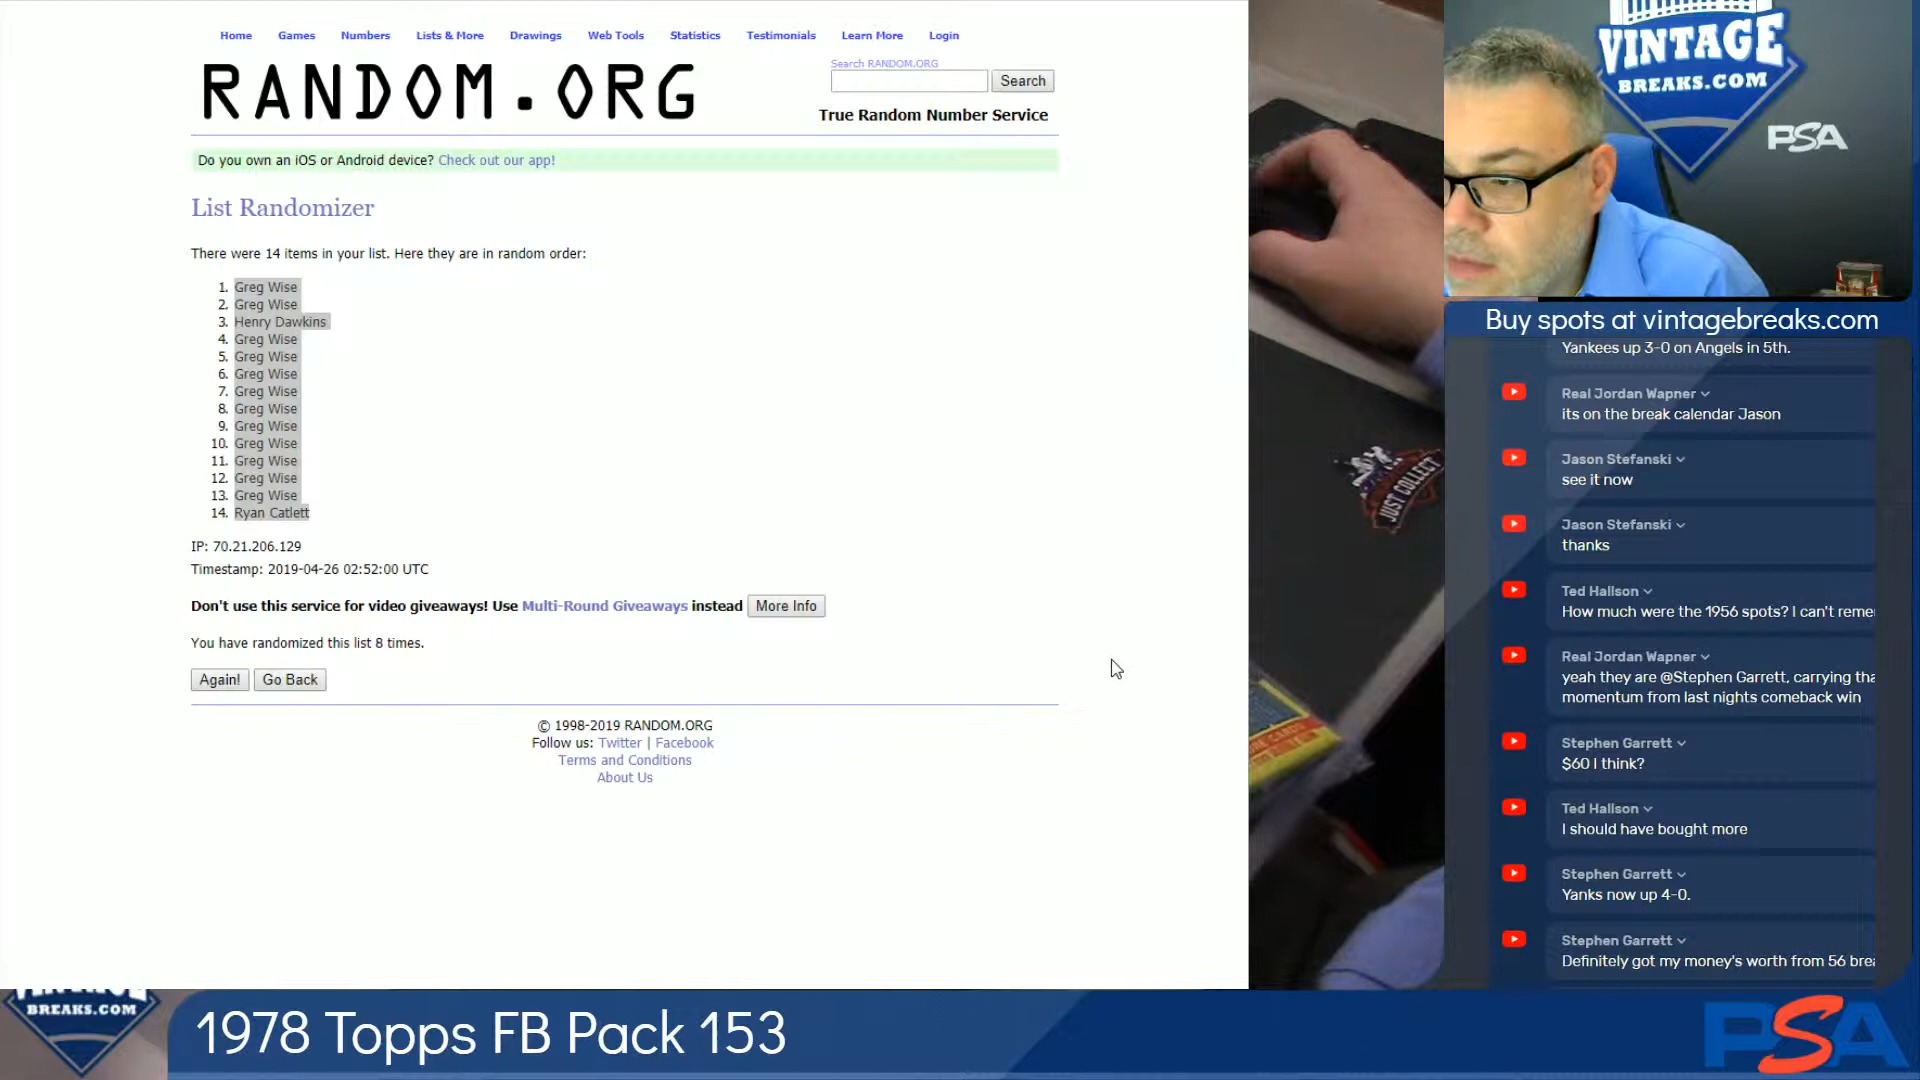 Home Games Numbers Lists & More Drawings Web Tools Statistics Testimonials Learn More Login
RANDOM.ORG
Search RANDOM.ORG
Search
True Random Number Service
Do you own an iOS or Android device? Check out our app!
List Randomizer
There were 14 items in your list. Here they are in random order:
1. Greg Wise
2. Greg Wise
3. Henry Dawkins
4. Greg Wise
5. Greg Wise
6. Greg Wise
7. Greg Wise
8. Greg Wise
9. Greg Wise
10. Greg Wise
11. Greg Wise
12. Greg Wise
13. Greg Wise
14. Ryan Catlett
IP: 70.21.206.129
Timestamp: 2019-04-26 02:52:00 UTC
Don't use this service for video giveaways! Use Multi-Round Giveaways instead More Info
You have randomized this list 8 times.
Again! Go Back
© 1998-2019 RANDOM.ORG
Follow us: Twitter | Facebook
Terms and Conditions
About Us
JUST COLLECT
VINTAGE
BREAKS.COM
PSA
Buy spots at vintagebreaks.com
Yankees up 3-0 on Angels in 5th.
Real Jordan Wapner
its on the break calendar Jason
Jason Stefanski
see it now
Jason Stefanski
thanks
Ted Hallson
How much were the 1956 spots? I can't reme
Real Jordan Wapner
yeah they are @Stephen Garrett, carrying tha
momentum from last nights comeback win
Stephen Garrett
$60 I think?
Ted Hallson
I should have bought more
Stephen Garrett
Yanks now up 4-0.
Stephen Garrett
Definitely got my money's worth from 56 brea
VINTAGE
BREAKS.COM
1978 Topps FB Pack 153
PSA